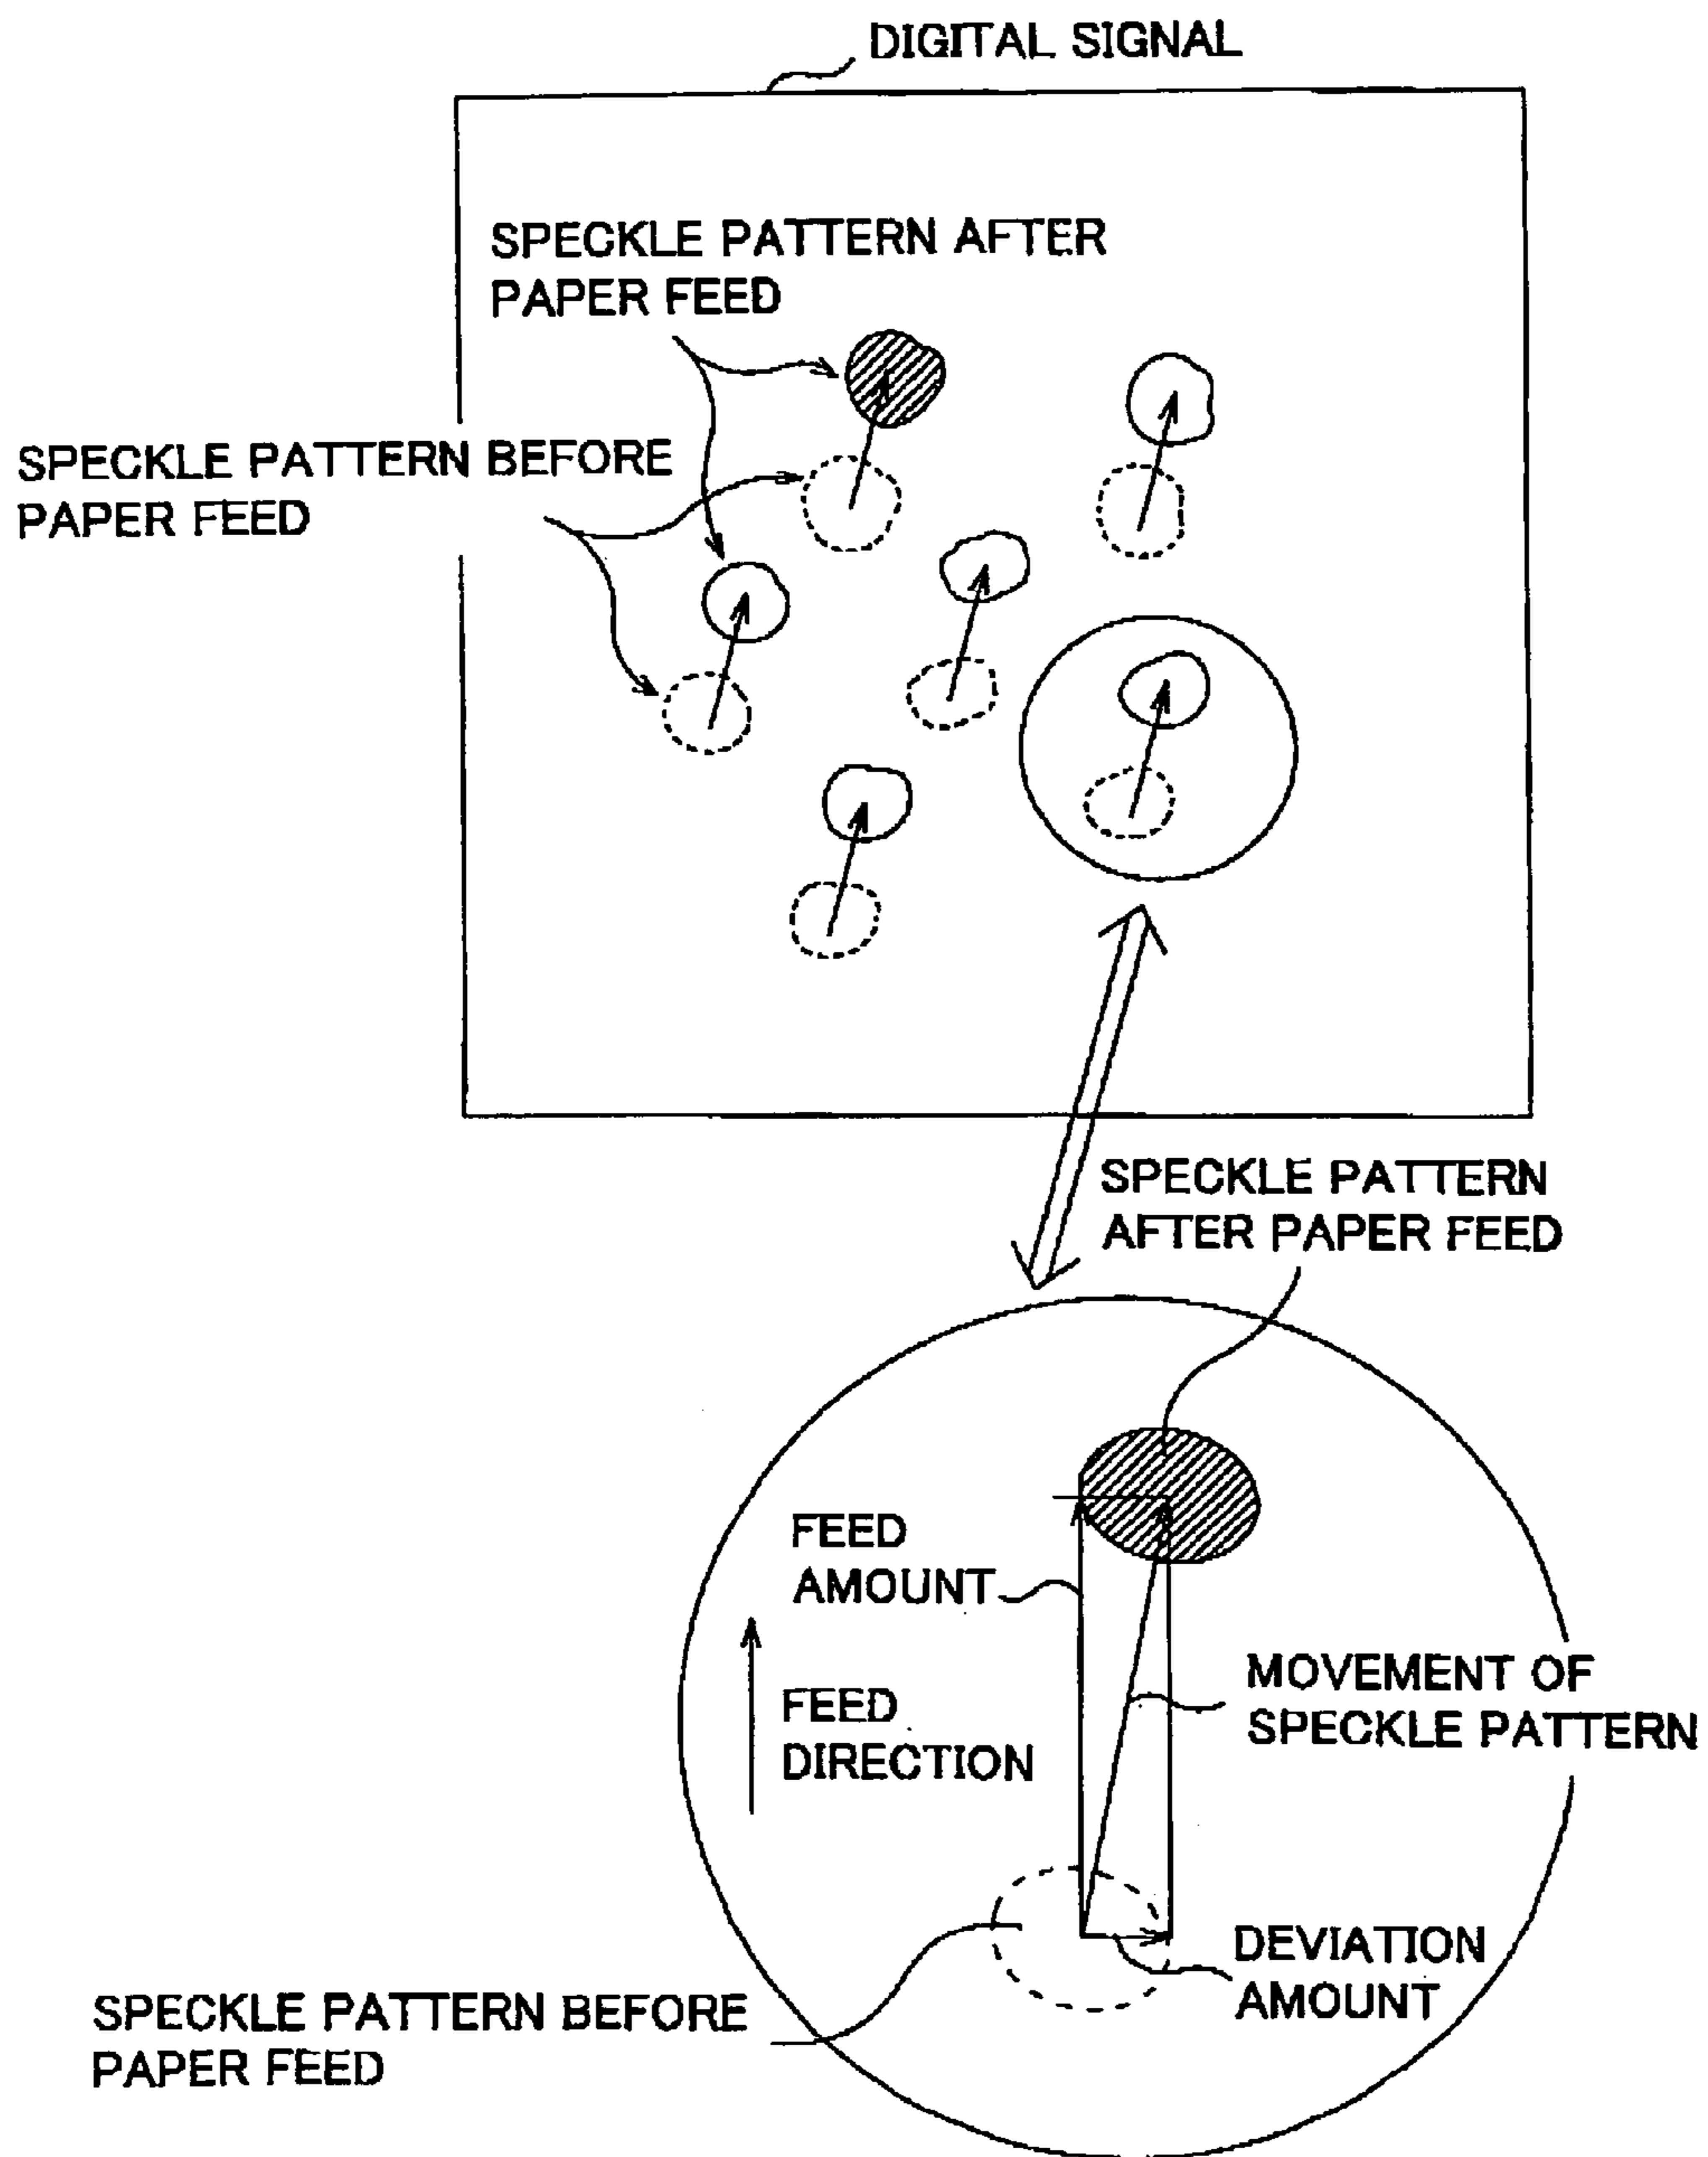 DIGITAL SIGNAL
SPECKLE PATTERN AFTER
PAPER FEED
SPECKLE PATTERN BEFORE
PAPER FEED
SPECKLE PATTERN
AFTER PAPER FEED
FEED
AMOUNT
MOVEMENT OF
SPECKLE PATTERN
FEED
DIRECTION
DEVIATION
AMOUNT
SPECKLE PATTERN BEFORE
PAPER FEED